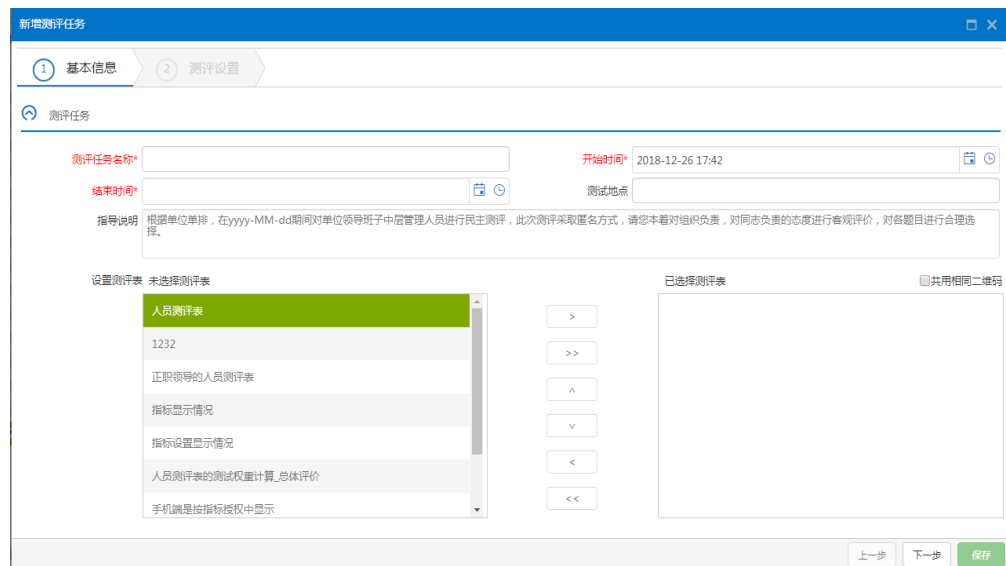 新增测评任务
1 基本信息 2 测评设置
测评任务
测评任务名称* 开始时间* 2018-12-26 17:42
结束时间* 测试地点
指导说明 根据单位单排，在yyyy-MM-dd期间对单位领导班子中层管理人员进行民主测评，此次测评采取匿名方式，请您本着对组织负责，对同志负责的态度进行客观评价，对各题目进行合理选
择。
设置测评表 未选择测评表 已选择测评表 共用相同二维码
人员测评表
>
1232
>>
正职领导的人员测评表
∧
指标显示情况
∨
指标设置显示情况
<
人员测评表的测试权重计算_总体评价
<<
手机端是按指标授权中显示
上一步 下一步 保存